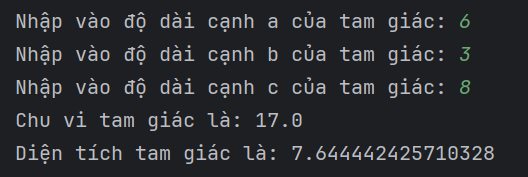 Nhập vào độ dài cạnh a của tam giác: 6
Nhập vào độ dài cạnh b của tam giác: 3
Nhập vào độ dài cạnh c của tam giác: 8
Chu vi tam giác là: 17.0
Diện tích tam giác là: 7.644442425710328